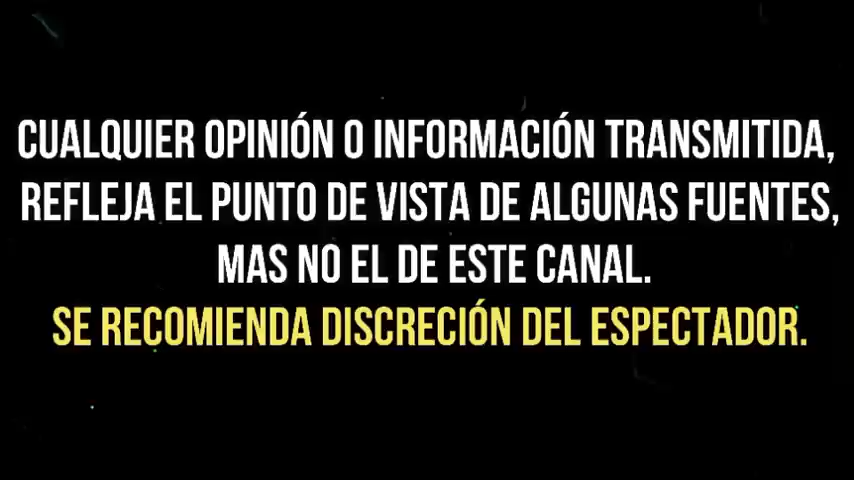 CUALQUIER OPINIÓN O INFORMACIÓN TRANSMITIDA,
REFLEJA EL PUNTO DE VISTA DE ALGUNAS FUENTES,
MAS NO EL DE ESTE CANAL.
SE RECOMIENDA DISCRECIÓN DEL ESPECTADOR.